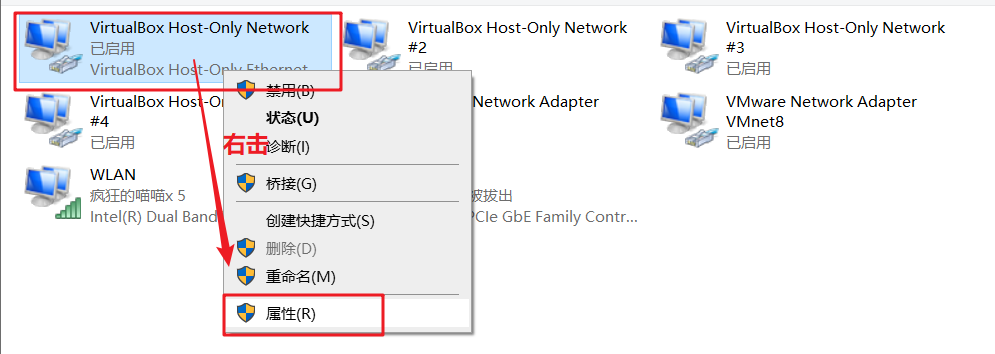 VirtualBox Host-Only Network
已启用
VirtualBox Host-Only Ethernet
VirtualBox Host-Only Network
#2
已启用
VirtualBox Host-Only Network
#3
已启用
VirtualBox Host-On
#4
已启用
Network Adapter
VMware Network Adapter
VMnet8
已启用
WLAN
疯狂的喵喵x 5
Intel(R) Dual Band
被拔出
PCIe GbE Family Contr...
禁用(B)
状态(U)
右击
诊断(I)
桥接(G)
创建快捷方式(S)
删除(D)
重命名(M)
属性(R)